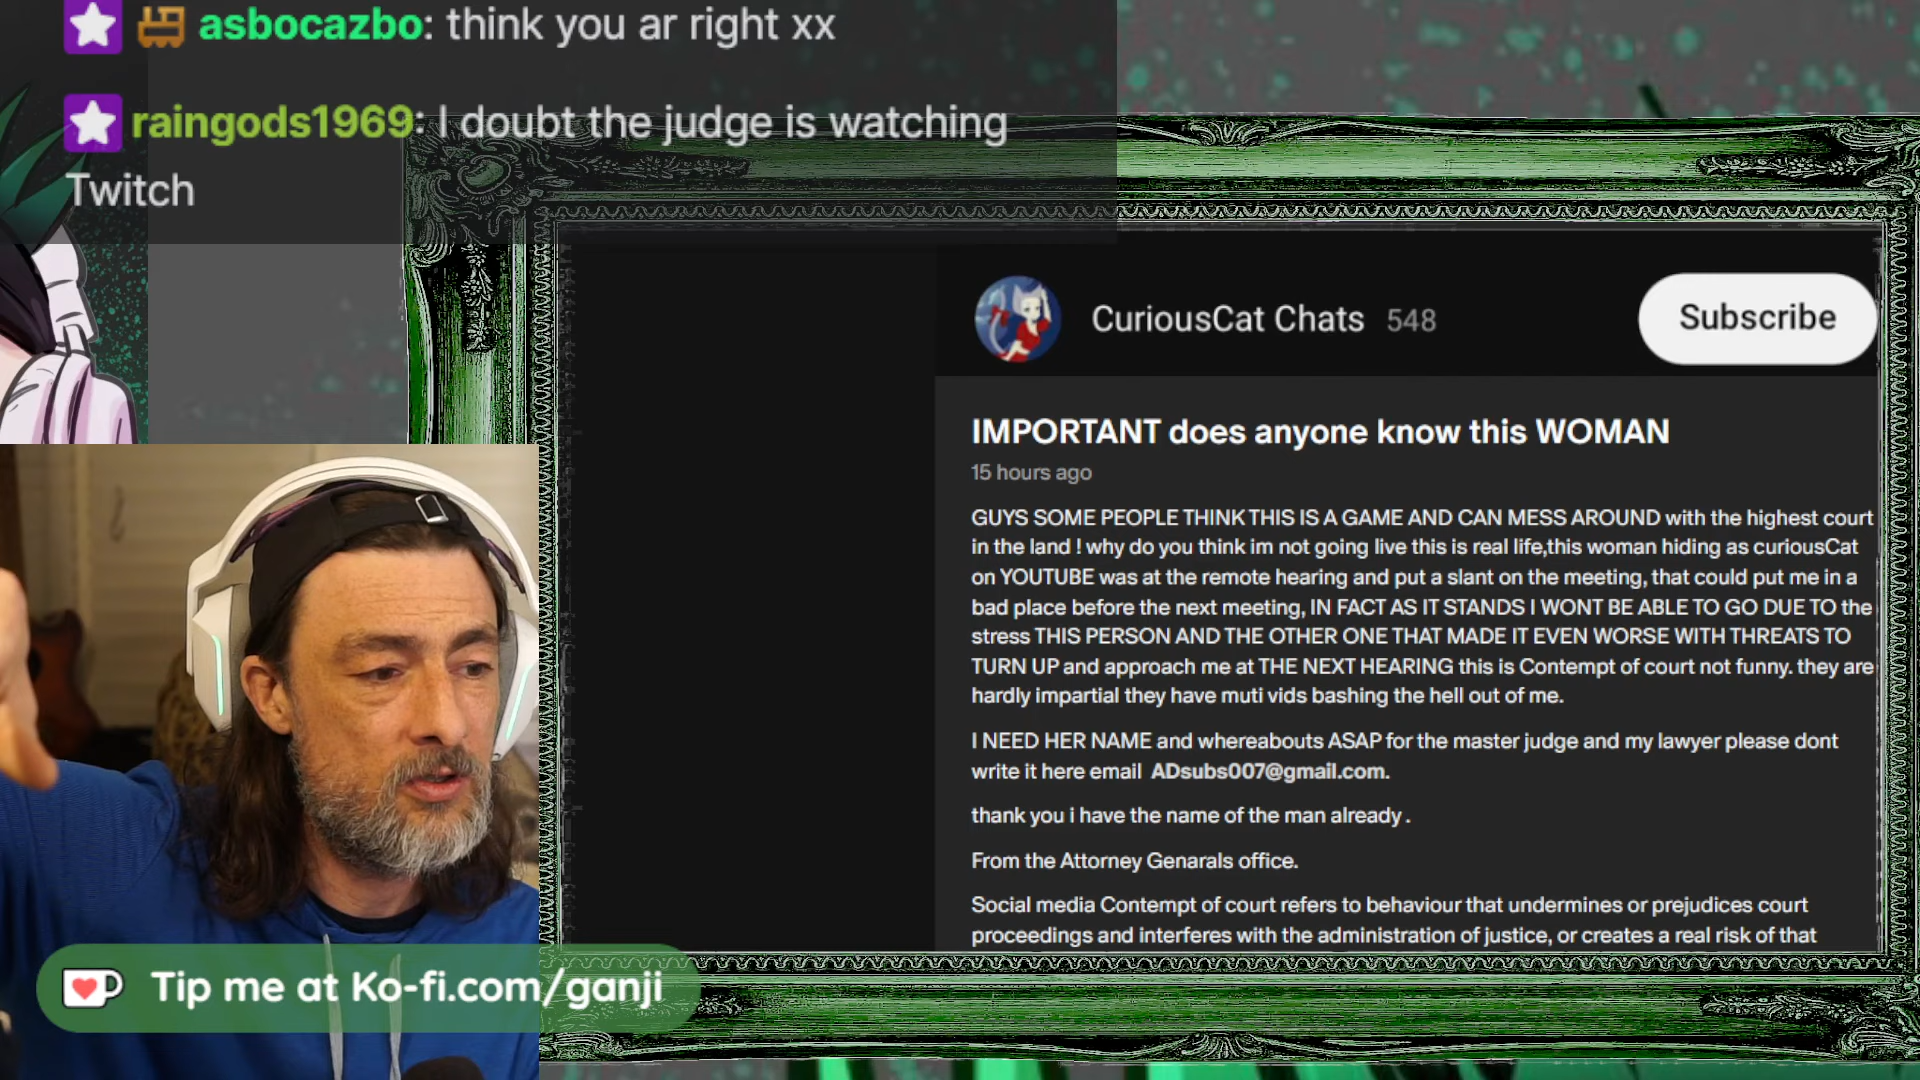 asbocazbo: think you ar right xx
raingods1969: I doubt the judge is watching
Twitch
CuriousCat Chats 548
Subscribe
IMPORTANT does anyone know this WOMAN
15 hours ago
GUYS SOME PEOPLE THINK THIS IS A GAME AND CAN MESS AROUND with the highest court
in the land ! why do you think im not going live this is real life,this woman hiding as curiousCat
on YOUTUBE was at the remote hearing and put a slant on the meeting, that could put me in a
bad place before the next meeting, IN FACT AS IT STANDS I WONT BE ABLE TO GO DUE TO the
stress THIS PERSON AND THE OTHER ONE THAT MADE IT EVEN WORSE WITH THREATS TO
TURN UP and approach me at THE NEXT HEARING this is Contempt of court not funny. they are
hardly impartial they have muti vids bashing the hell out of me.
I NEED HER NAME and whereabouts ASAP for the master judge and my lawyer please dont
write it here email ADsubs007@gmail.com.
thank you i have the name of the man already .
From the Attorney Genarals office.
Social media Contempt of court refers to behaviour that undermines or prejudices court
proceedings and interferes with the administration of justice, or creates a real risk of that
Tip me at Ko-fi.com/ganji